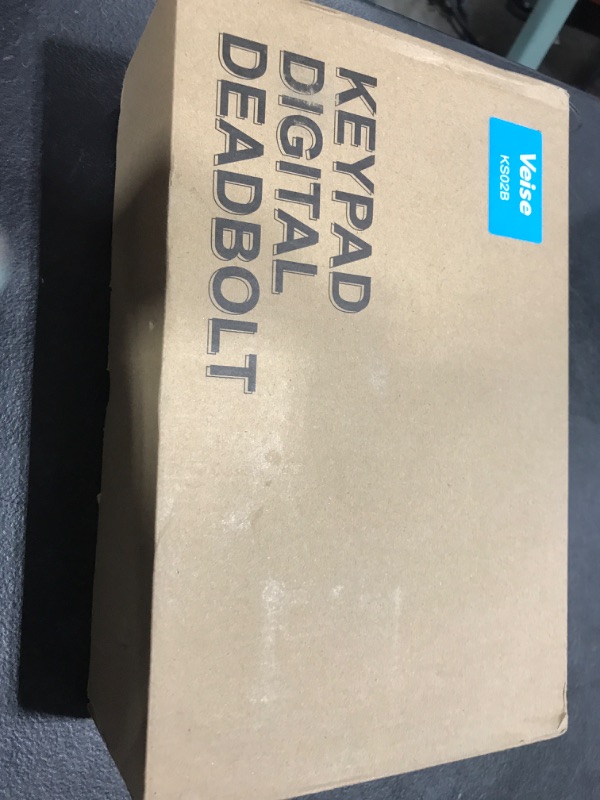 Veise
KS02B
KEYPAD
DIGITAL
DEADBOLT